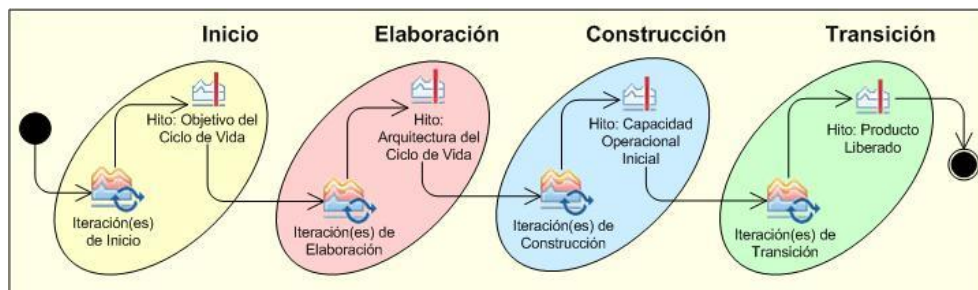 Inicio
Elaboración
Construcción
Transición
Hito: Objetivo del
Ciclo de Vida
Iteración(es)
de Inicio
Hito:
Arquitectura del
Ciclo de Vida
Iteración(es) de
Elaboración
Hito: Capacidad
Operacional
Inicial
Iteración(es) de
Construcción
Hito: Producto
Liberado
Iteración(es) de
Transición